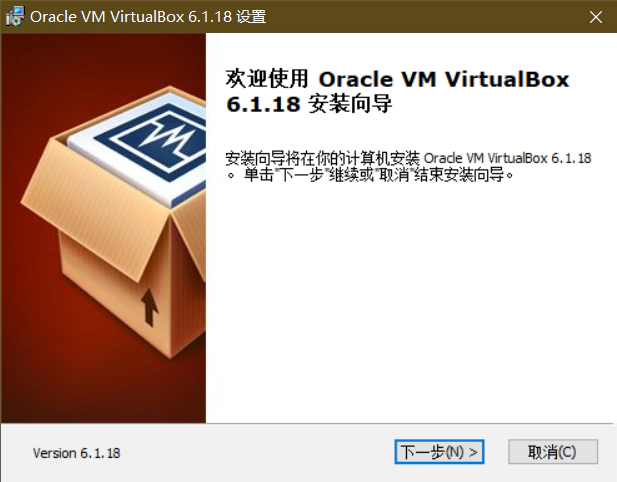 Oracle VM VirtualBox 6.1.18 设置
欢迎使用 Oracle VM VirtualBox
6.1.18 安装向导
安装向导将在你的计算机安装 Oracle VM VirtualBox 6.1.18
。 单击"下一步"继续或"取消"结束安装向导。
Version 6.1.18
下一步(N) >
取消(C)